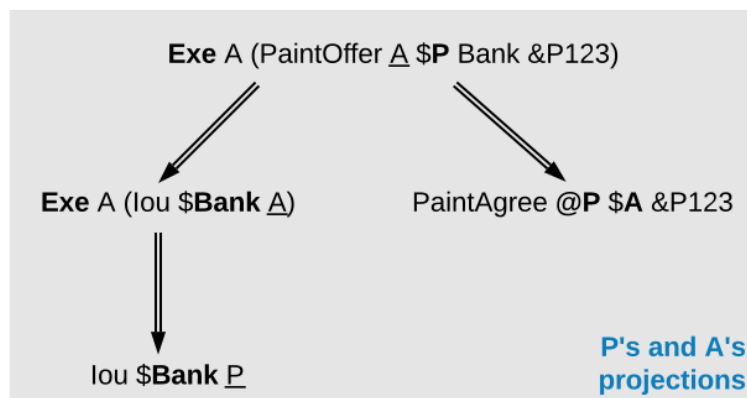 Exe A (PaintOffer A $P Bank &P123)
Exe A (Iou $Bank A)
PaintAgree @P $A &P123
Iou $Bank P
P's and A's
projections